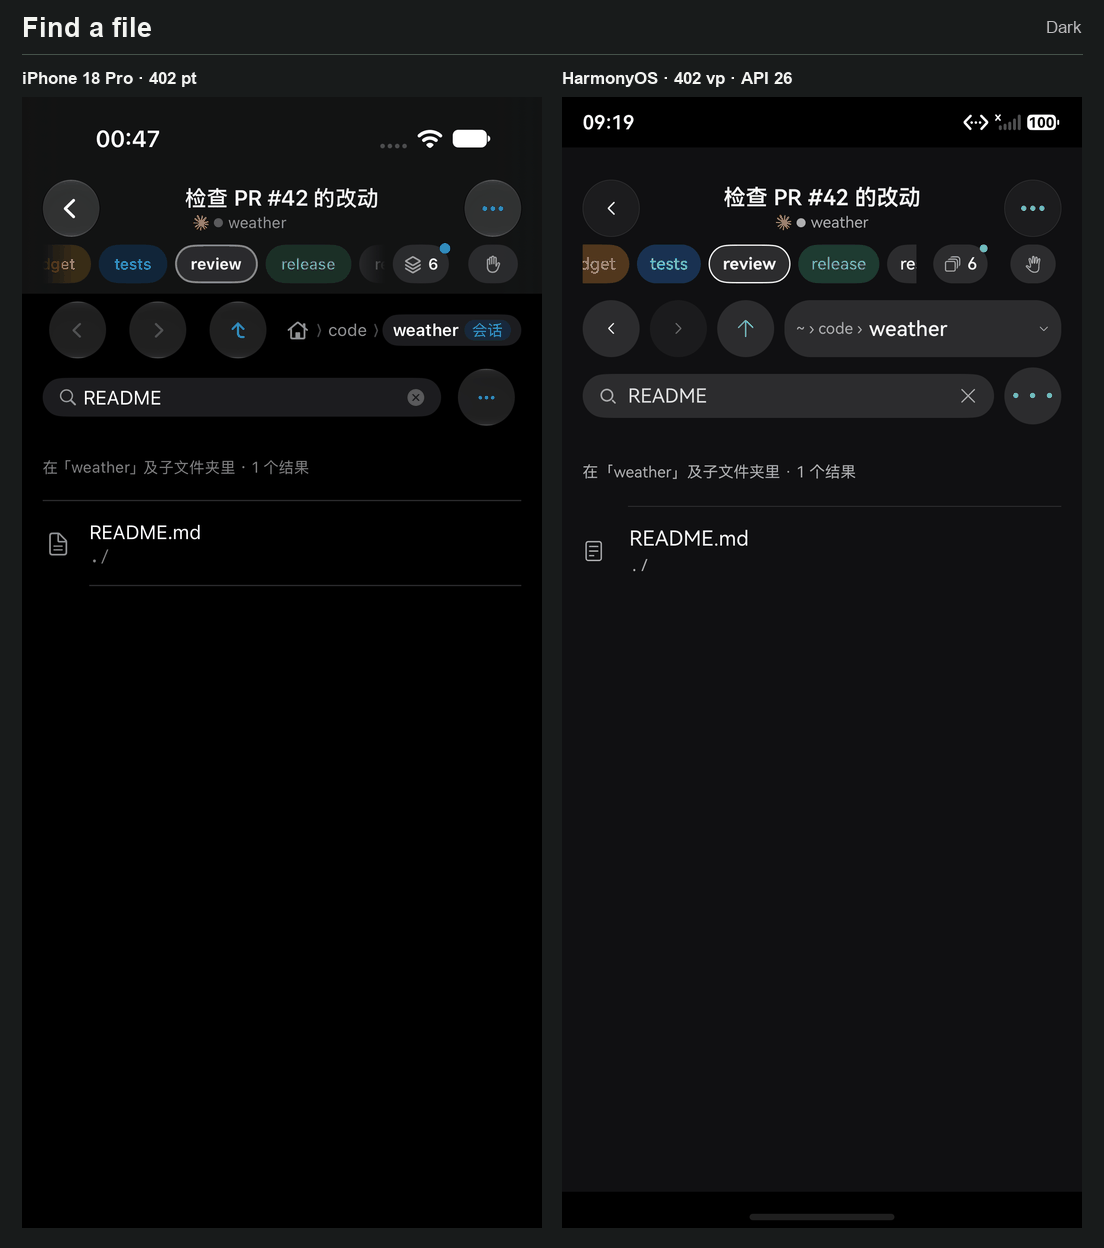 Find a file
Dark
iPhone 18 Pro · 402 pt
00:47
检查 PR #42 的改动
weather
dget tests review release re 6
code weather 会话
README
在「weather」及子文件夹里 · 1 个结果
README.md
./
HarmonyOS · 402 vp · API 26
09:19
100
检查 PR #42 的改动
weather
dget tests review release re 6
~ › code › weather
README
在「weather」及子文件夹里 · 1 个结果
README.md
./